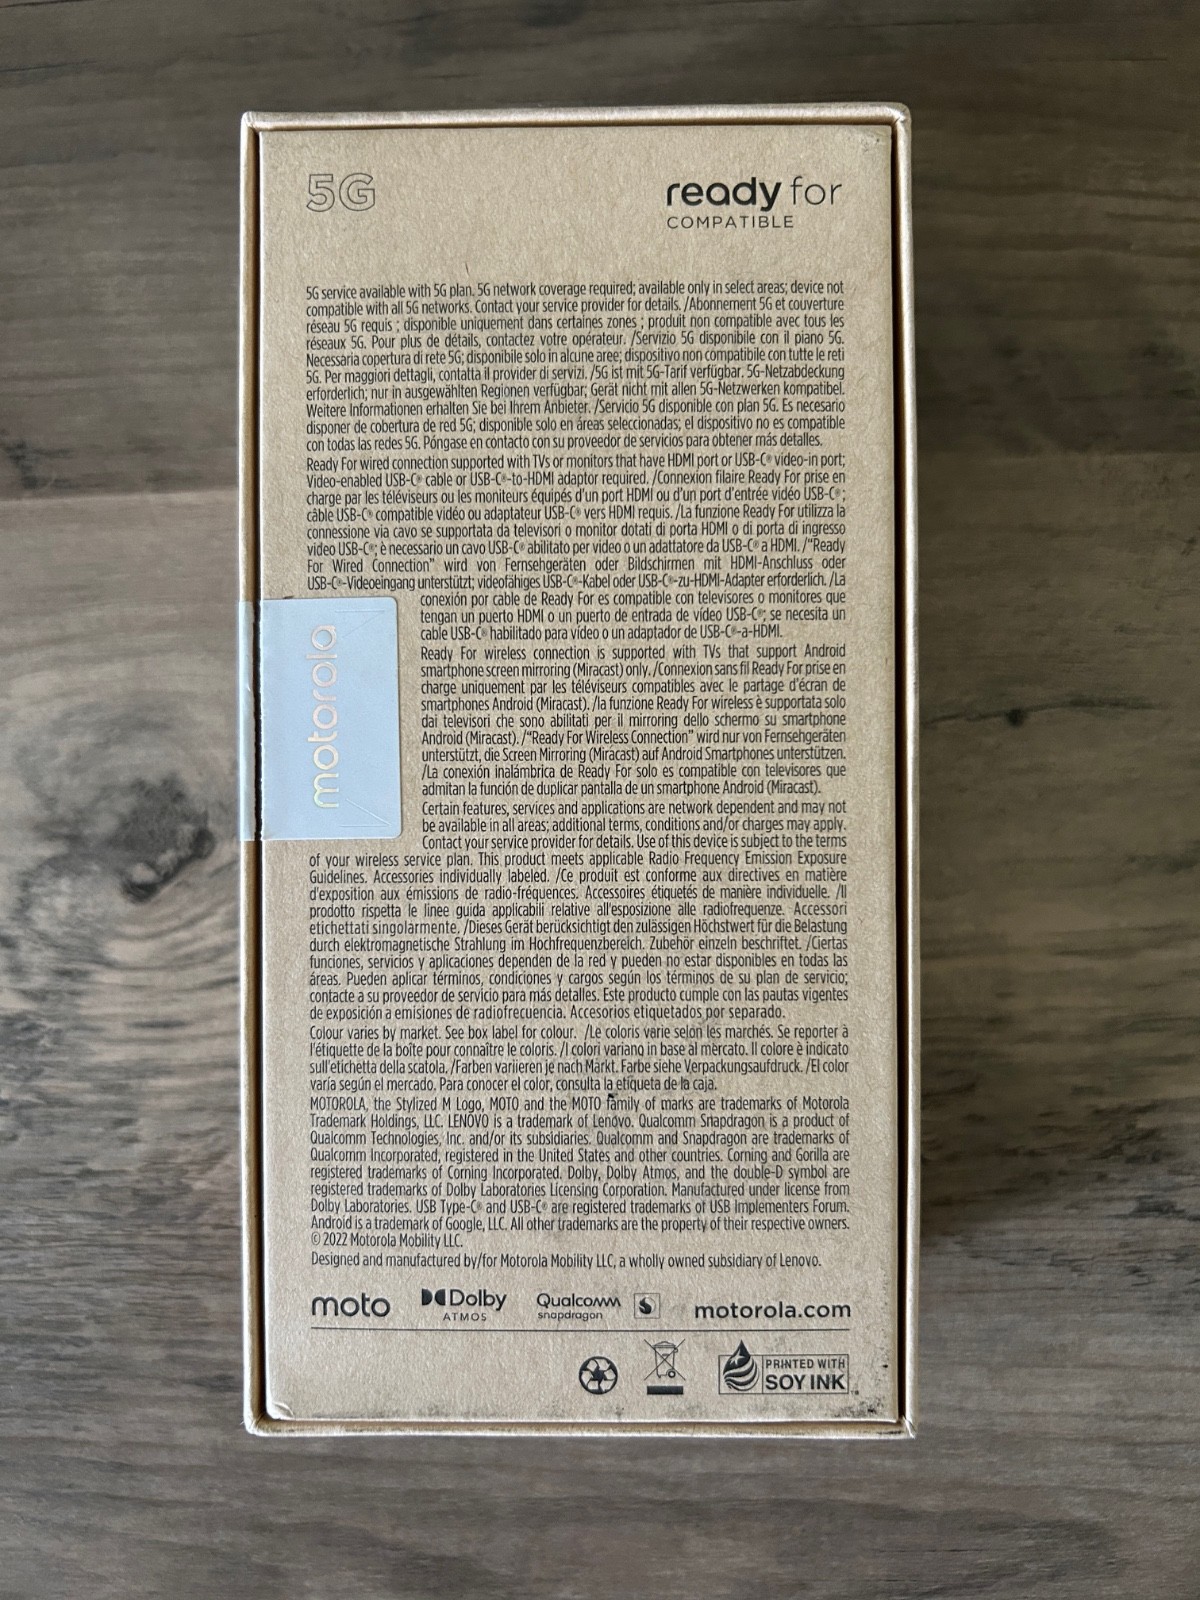 5G
ready for
COMPATIBLE
5G service available with 5G plan. 5G network coverage required; available only in select areas; device not
compatible with all 5G networks. Contact your service provider for details. /Abonnement 5G et couverture
réseau 5G requis ; disponible uniquement dans certaines zones ; produit non compatible avec tous les
réseaux 5G. Pour plus de détails, contactez votre opérateur. /Servizio 5G disponibile con il piano 5G.
Necessaria copertura di rete 5G; disponibile solo in alcune aree; dispositivo non compatibile con tutte le reti
5G. Per maggiori dettagli, contatta il provider di servizi. /5G ist mit 5G-Tarif verfügbar. 5G-Netzabdeckung
erforderlich; nur in ausgewählten Regionen verfügbar; Gerät nicht mit allen 5G-Netzwerken kompatibel.
Weitere Informationen erhalten Sie bei Ihrem Anbieter. /Servicio 5G disponible con plan 5G. Es necesario
disponer de cobertura de red 5G; disponible solo en áreas seleccionadas; el dispositivo no es compatible
con todas las redes 5G. Póngase en contacto con su proveedor de servicios para obtener más detalles.
Ready For wired connection supported with TVs or monitors that have HDMI port or USB-C® video-in port;
Video-enabled USB-C® cable or USB-C®-to-HDMI adaptor required. /Connexion filaire Ready For prise en
charge par les téléviseurs ou les moniteurs équipés d'un port HDMI ou d'un port d'entrée vidéo USB-C®;
câble USB-C® compatible vidéo ou adaptateur USB-C® vers HDMI requis. /La funzione Ready For utilizza la
connessione via cavo se supportata da televisori o monitor dotati di porta HDMI o di porta di ingresso
video USB-C®; è necessario un cavo USB-C® abilitato per video o un adattatore da USB-C® a HDMI. /"Ready
For Wired Connection" wird von Fernsehgeräten oder Bildschirmen mit HDMI-Anschluss oder
USB-C®-Videoeingang unterstützt; videofähiges USB-C®-Kabel oder USB-C®-zu-HDMI-Adapter erforderlich. /La
conexión por cable de Ready For es compatible con televisores o monitores que
tengan un puerto HDMI o un puerto de entrada de vídeo USB-C®; se necesita un
cable USB-C® habilitado para vídeo o un adaptador de USB-C®-a-HDMI.
motorola
Ready For wireless connection is supported with TVs that support Android
smartphone screen mirroring (Miracast) only. /Connexion sans fil Ready For prise en
charge uniquement par les téléviseurs compatibles avec le partage d'écran de
smartphones Android (Miracast). /la funzione Ready For wireless è supportata solo
dai televisori che sono abilitati per il mirroring dello schermo su smartphone
Android (Miracast). /"Ready For Wireless Connection" wird nur von Fernsehgeräten
unterstützt, die Screen Mirroring (Miracast) auf Android Smartphones unterstützen.
/La conexión inalámbrica de Ready For solo es compatible con televisores que
admitan la función de duplicar pantalla de un smartphone Android (Miracast).
Certain features, services and applications are network dependent and may not
be available in all areas; additional terms, conditions and/or charges may apply.
Contact your service provider for details. Use of this device is subject to the terms
of your wireless service plan. This product meets applicable Radio Frequency Emission Exposure
Guidelines. Accessories individually labeled. /Ce produit est conforme aux directives en matière
d'exposition aux émissions de radio-fréquences. Accessoires étiquetés de manière individuelle. /Il
prodotto rispetta le linee guida applicabili relative all'esposizione alle radiofrequenze. Accessori
etichettati singolarmente. /Dieses Gerät berücksichtigt den zulässigen Höchstwert für die Belastung
durch elektromagnetische Strahlung im Hochfrequenzbereich. Zubehör einzeln beschriftet. /Ciertas
funciones, servicios y aplicaciones dependen de la red y pueden no estar disponibles en todas las
áreas. Pueden aplicar términos, condiciones y cargos según los términos de su plan de servicio;
contacte a su proveedor de servicio para más detalles. Este producto cumple con las pautas vigentes
de exposición a emisiones de radiofrecuencia. Accesorios etiquetados por separado.
Colour varies by market. See box label for colour. /Le coloris varie selon les marchés. Se reporter à
l'étiquette de la boîte pour connaître le coloris. /I colori variano in base al mercato. Il colore è indicato
sull'etichetta della scatola. /Farben variieren je nach Markt. Farbe siehe Verpackungsaufdruck. /El color
varía según el mercado. Para conocer el color, consulta la etiqueta de la caja.
MOTOROLA, the Stylized M Logo, MOTO and the MOTO family of marks are trademarks of Motorola
Trademark Holdings, LLC. LENOVO is a trademark of Lenovo. Qualcomm Snapdragon is a product of
Qualcomm Technologies, Inc. and/or its subsidiaries. Qualcomm and Snapdragon are trademarks of
Qualcomm Incorporated, registered in the United States and other countries. Corning and Gorilla are
registered trademarks of Corning Incorporated. Dolby, Dolby Atmos, and the double-D symbol are
registered trademarks of Dolby Laboratories Licensing Corporation. Manufactured under license from
Dolby Laboratories. USB Type-C® and USB-C® are registered trademarks of USB Implementers Forum.
Android is a trademark of Google, LLC. All other trademarks are the property of their respective owners.
© 2022 Motorola Mobility LLC.
Designed and manufactured by/for Motorola Mobility LLC, a wholly owned subsidiary of Lenovo.
moto
Dolby
ATMOS
Qualcomm
snapdragon
motorola.com
PRINTED WITH
SOY INK